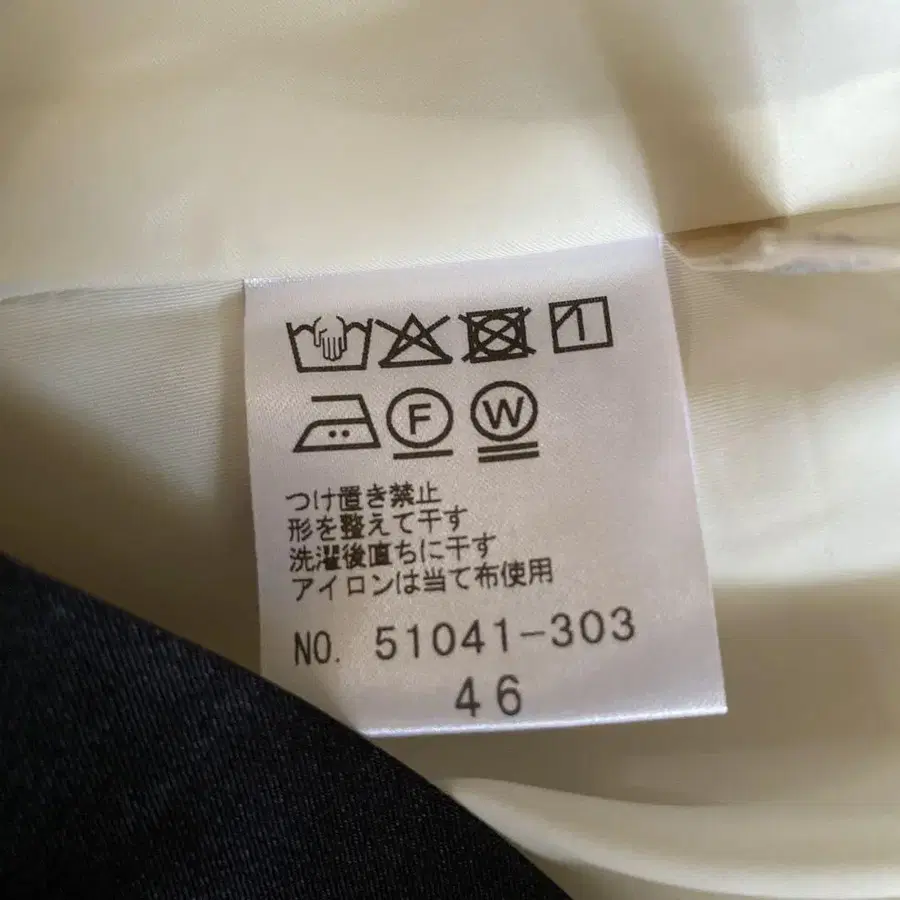 F W
つけ置き禁止
形を整えて干す
洗濯後直ちに干す
アイロンは当て布使用
NO. 51041-303
46